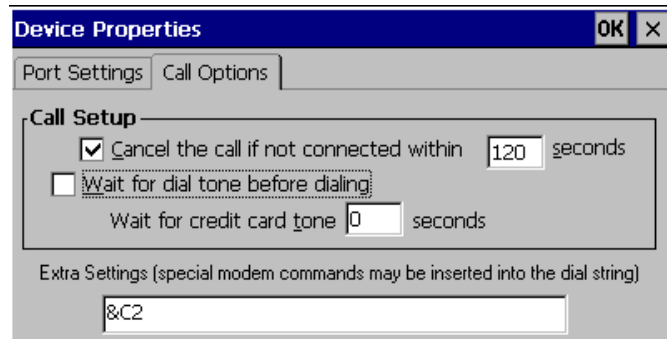 Device Properties OK ×
Port Settings Call Options
Call Setup
Cancel the call if not connected within 120 seconds
Wait for dial tone before dialing
Wait for credit card tone 0 seconds
Extra Settings (special modem commands may be inserted into the dial string)
&C2